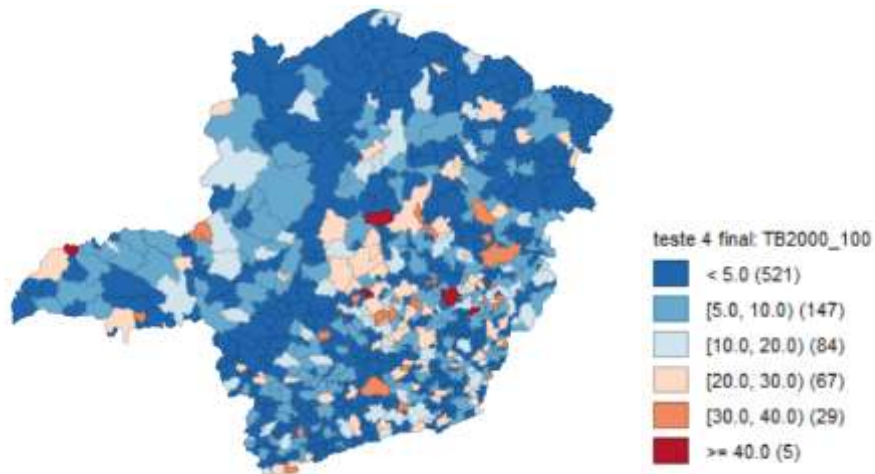 teste 4 final: TB2000_100
< 5.0 (521)
[5.0, 10.0) (147)
[10.0, 20.0) (84)
[20.0, 30.0) (67)
[30.0, 40.0) (29)
>= 40.0 (5)